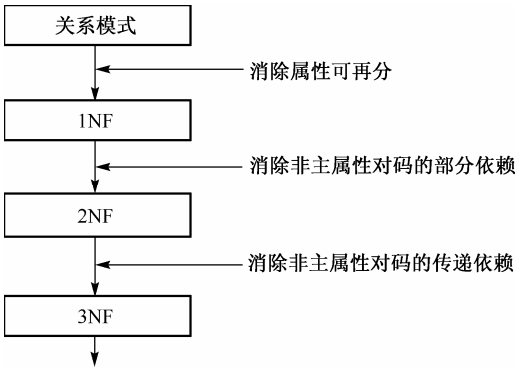 关系模式
消除属性可再分
1NF
消除非主属性对码的部分依赖
2NF
消除非主属性对码的传递依赖
3NF